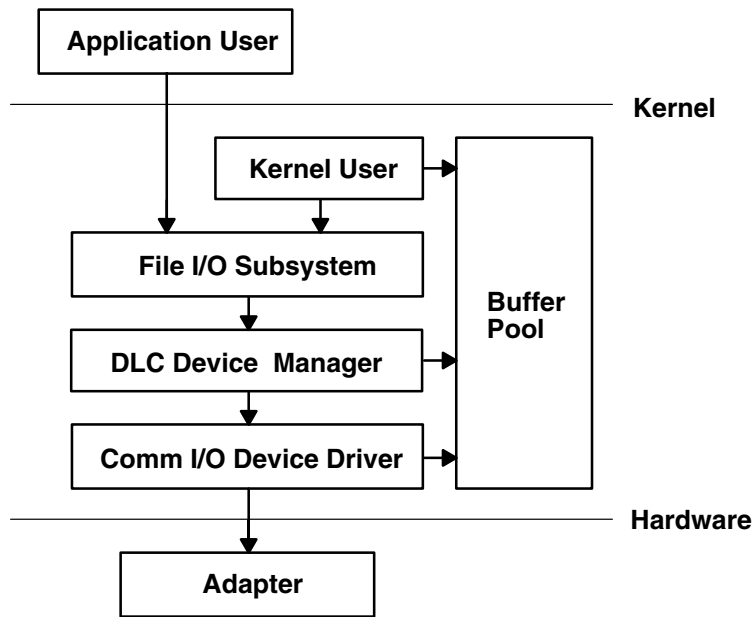 Application User
Kernel
Kernel User
File I/O Subsystem
Buffer
Pool
DLC Device Manager
Comm I/O Device Driver
Hardware
Adapter